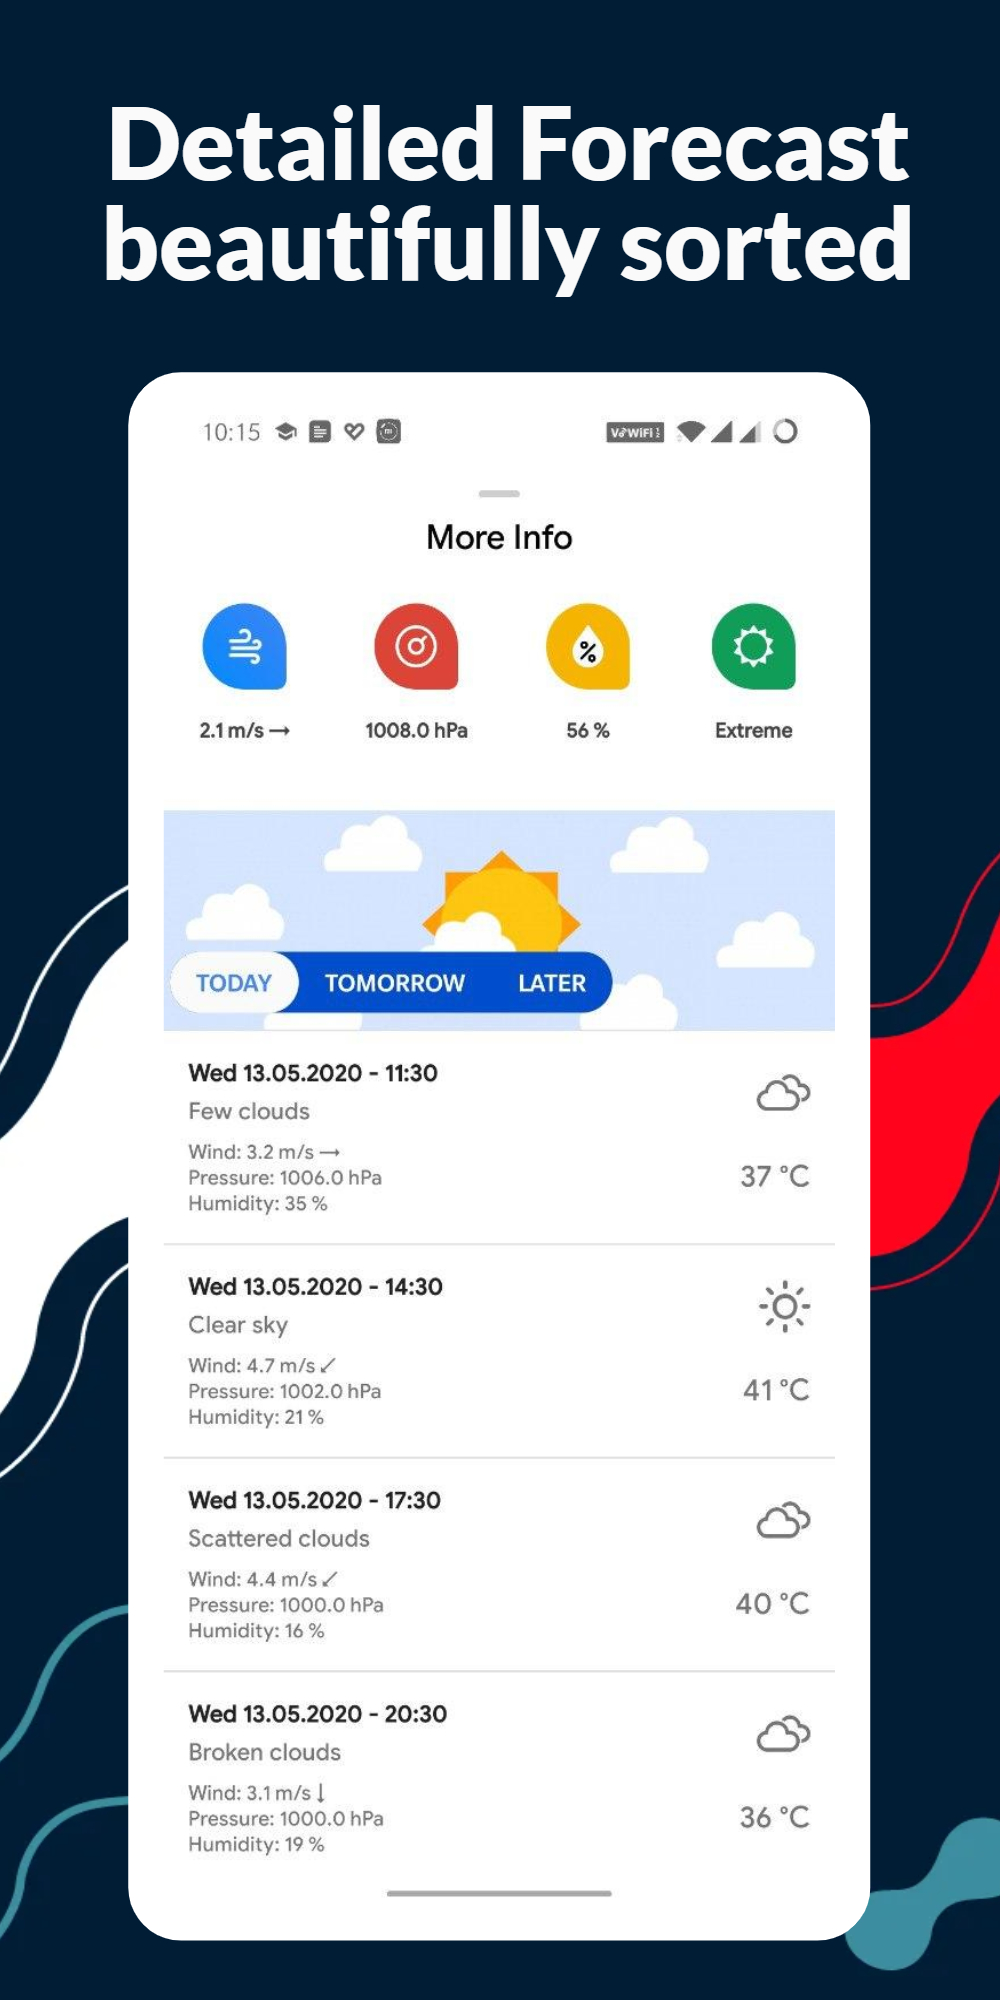 Detailed Forecast
beautifully sorted
10:15
More Info
2.1 m/s → 1008.0 hPa 56 % Extreme
TODAY TOMORROW LATER
Wed 13.05.2020 - 11:30
Few clouds
Wind: 3.2 m/s →
Pressure: 1006.0 hPa
37 °C
Humidity: 35 %
Wed 13.05.2020 - 14:30
Clear sky
Wind: 4.7 m/s ↙
Pressure: 1002.0 hPa
41 °C
Humidity: 21 %
Wed 13.05.2020 - 17:30
Scattered clouds
Wind: 4.4 m/s ↙
Pressure: 1000.0 hPa
40 °C
Humidity: 16 %
Wed 13.05.2020 - 20:30
Broken clouds
Wind: 3.1 m/s ↓
Pressure: 1000.0 hPa
36 °C
Humidity: 19 %